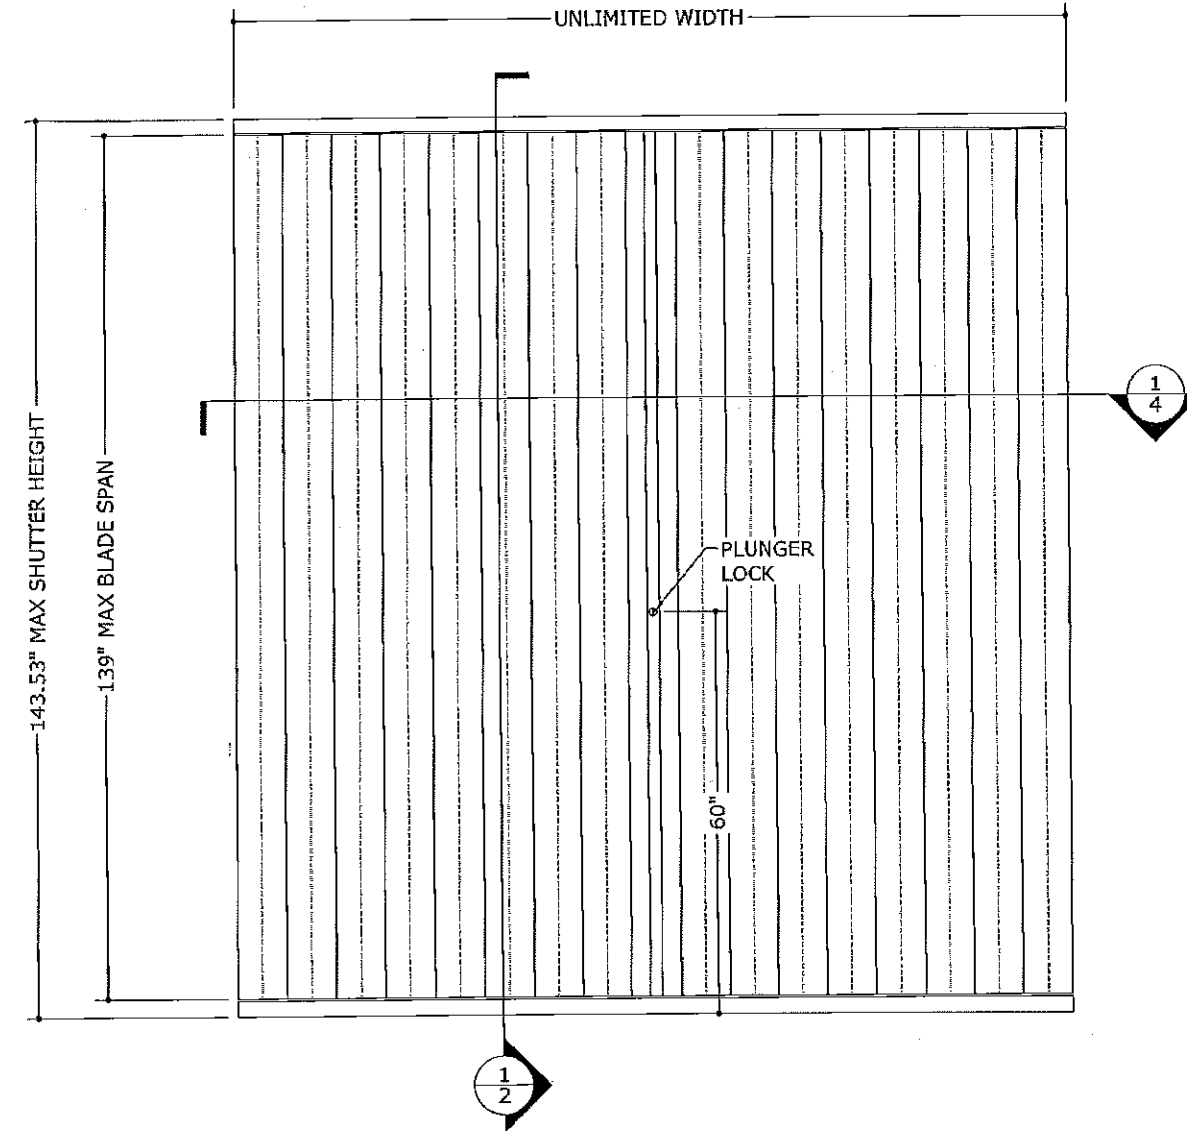 UNLIMITED WIDTH
143.53" MAX SHUTTER HEIGHT
139" MAX BLADE SPAN
1
4
PLUNGER
LOCK
60"
1
2